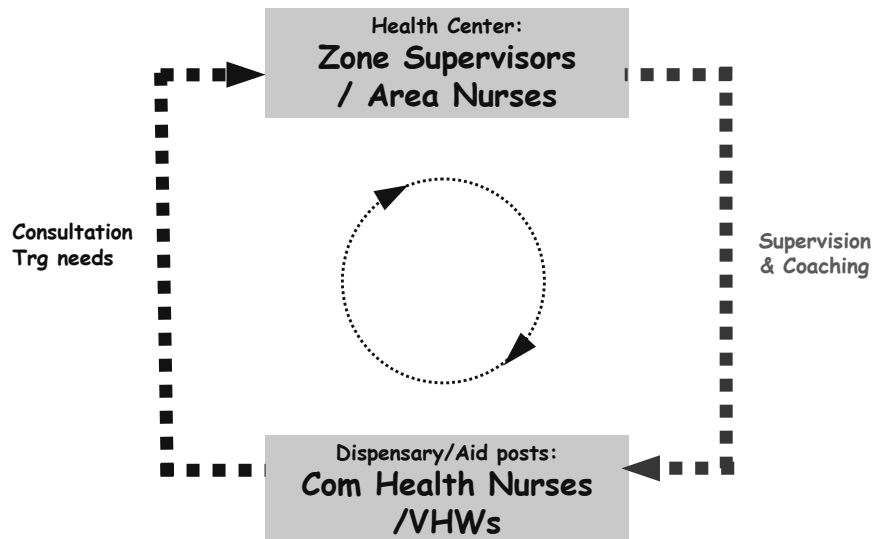 Health Center:
Zone Supervisors
/ Area Nurses
Consultation
Trg needs
Supervision
& Coaching
Dispensary/Aid posts:
Com Health Nurses
/VHWs